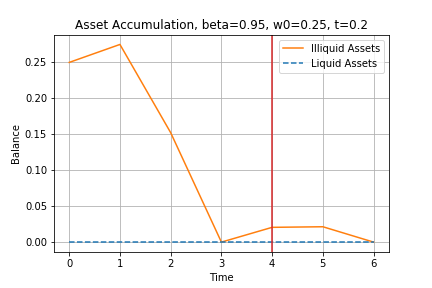 Asset Accumulation, beta=0.95, w0=0.25, t=0.2
Illiquid Assets
Liquid Assets
Balance
0.25
0.20
0.15
0.10
0.05
0.00
0 1 2 3 4 5 6
Time